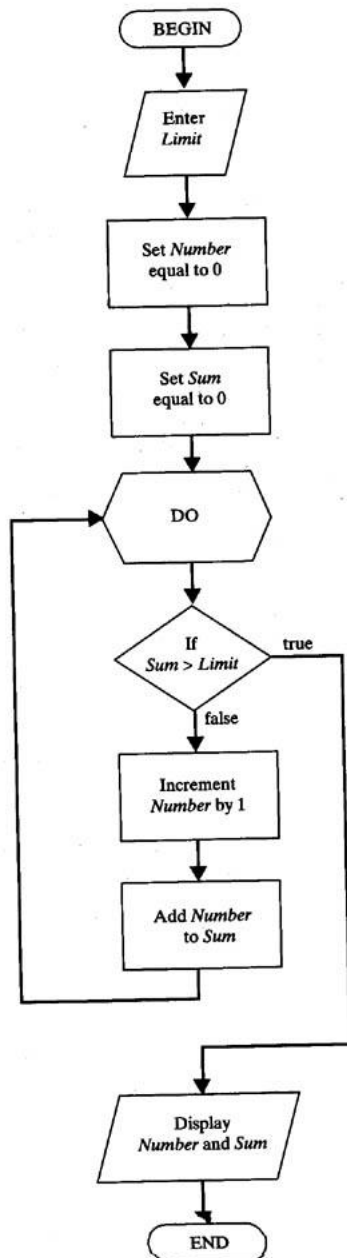 BEGIN
Enter
Limit
Set Number
equal to 0
Set Sum
equal to 0
DO
If
Sum > Limit
true
false
Increment
Number by 1
Add Number
to Sum
Display
Number and Sum
END